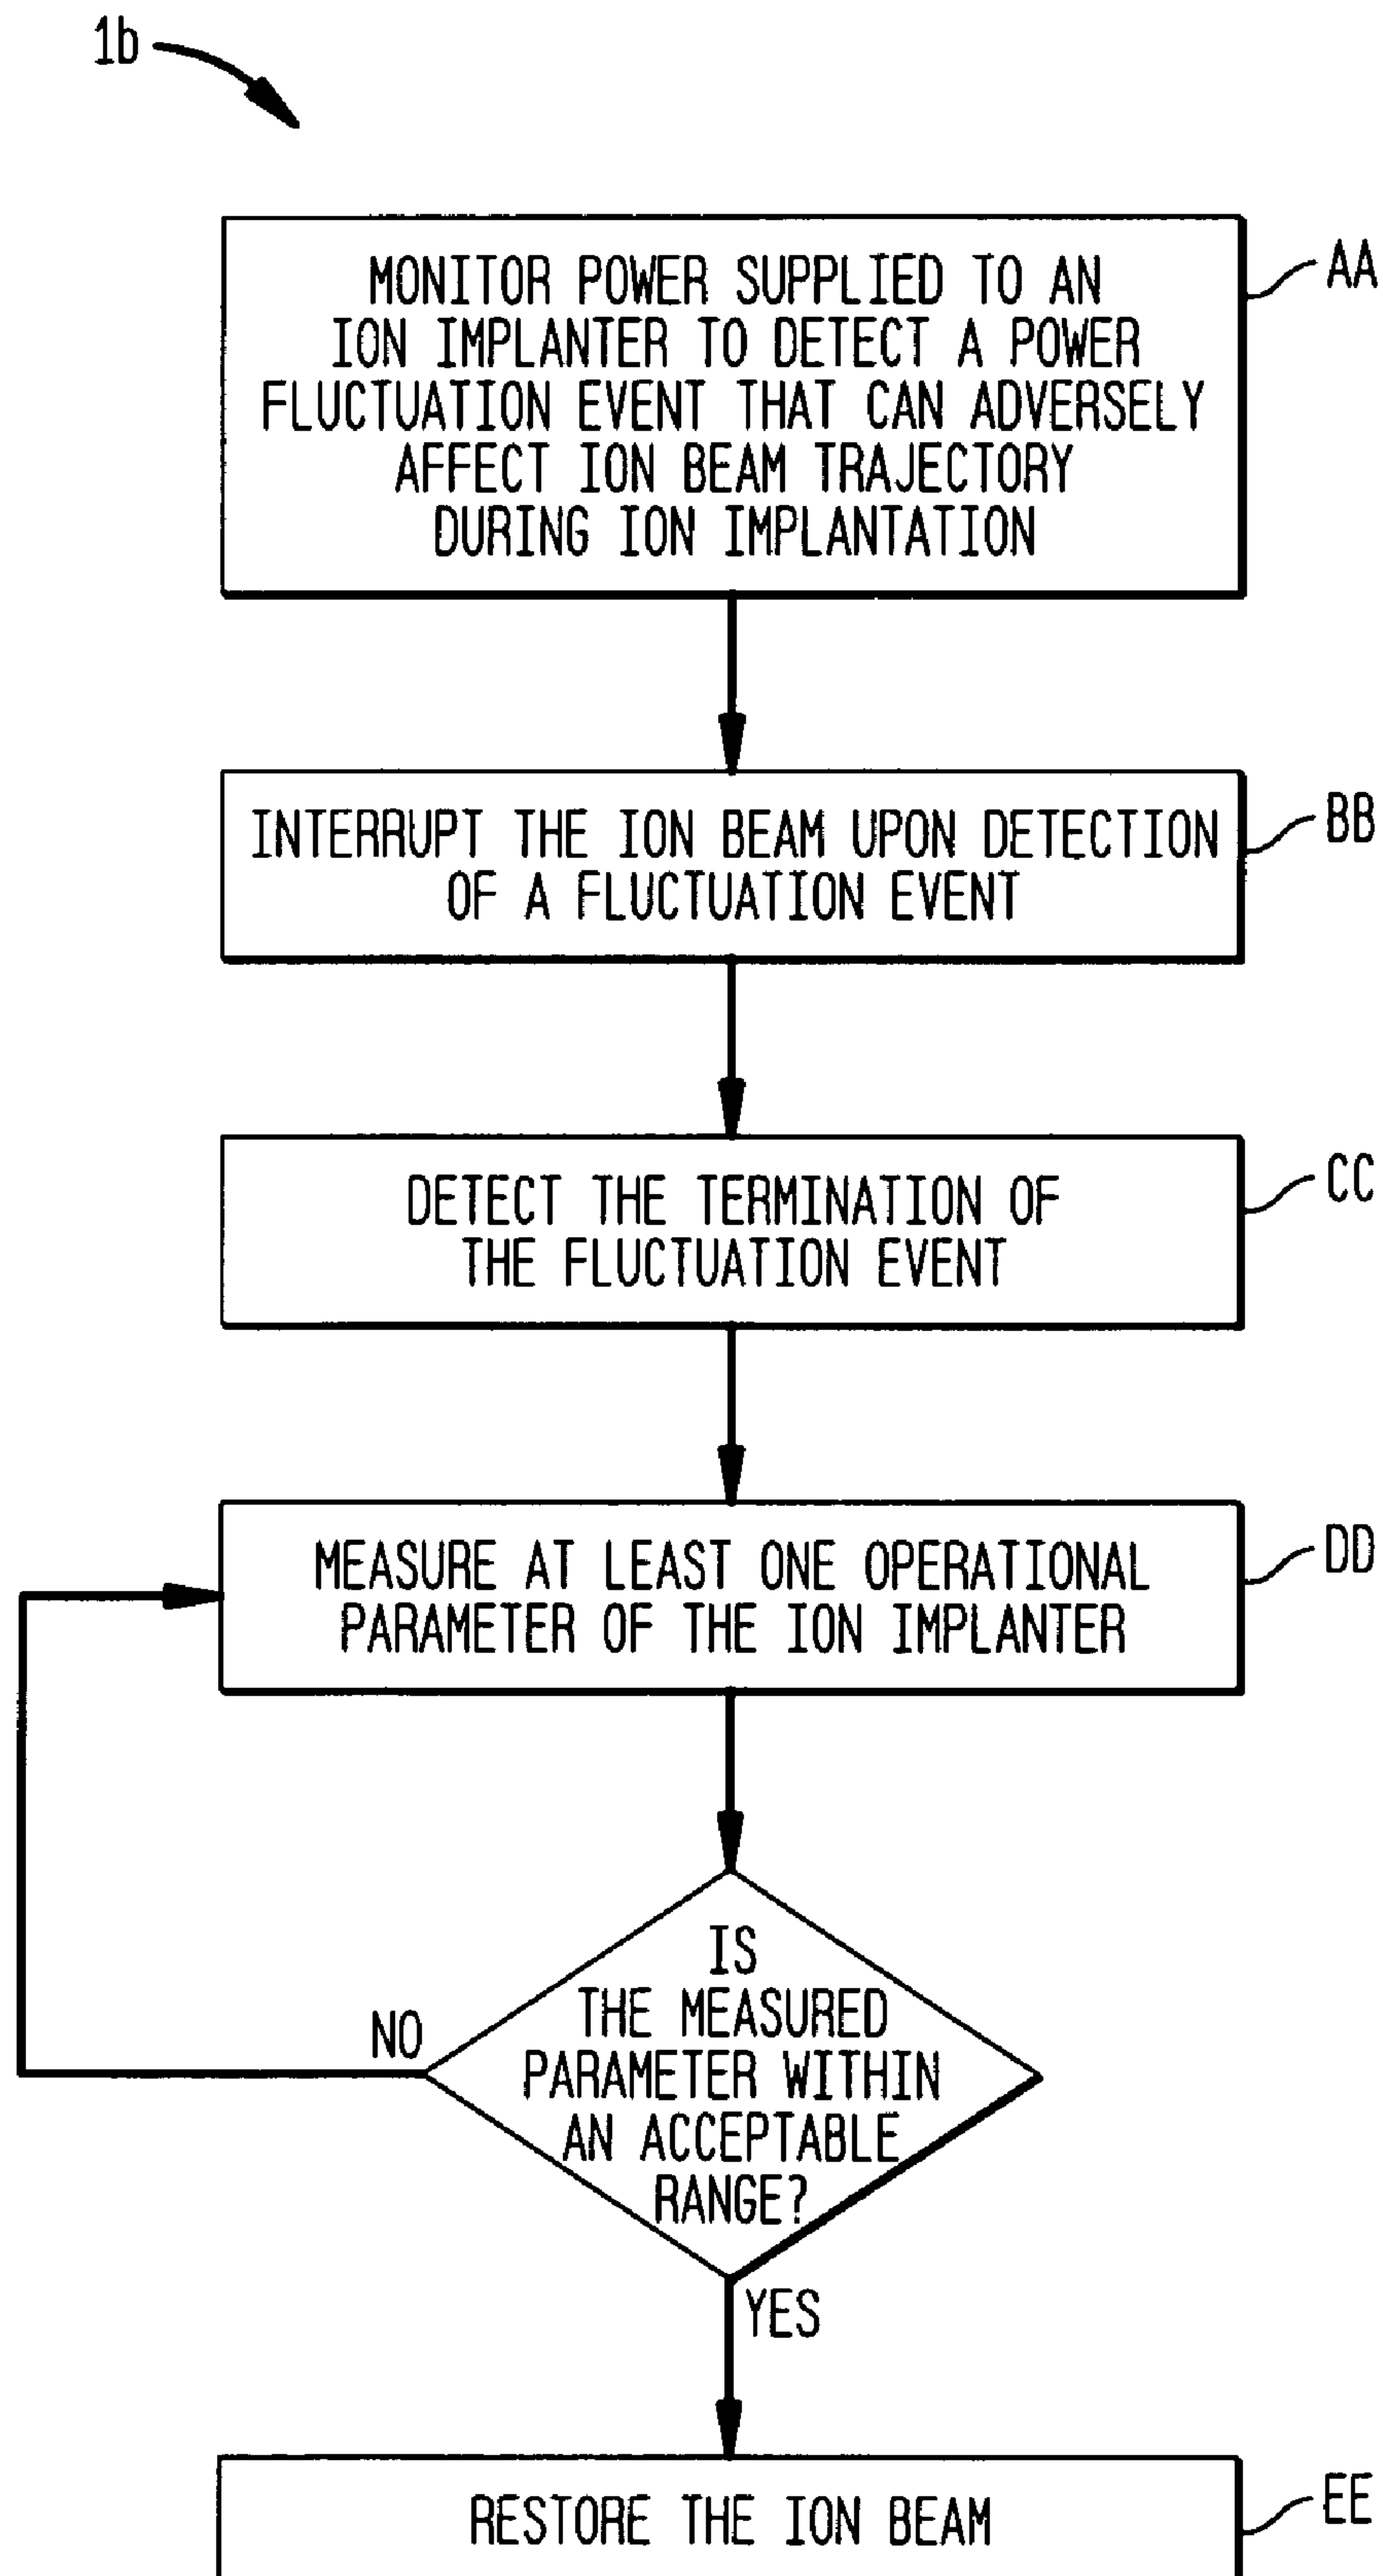 1b
MONITOR POWER SUPPLIED TO AN
ION IMPLANTER TO DETECT A POWER
FLUCTUATION EVENT THAT CAN ADVERSELY
AFFECT ION BEAM TRAJECTORY
DURING ION IMPLANTATION
AA
INTERRUPT THE ION BEAM UPON DETECTION
OF A FLUCTUATION EVENT
BB
DETECT THE TERMINATION OF
THE FLUCTUATION EVENT
CC
MEASURE AT LEAST ONE OPERATIONAL
PARAMETER OF THE ION IMPLANTER
DD
IS
THE MEASURED
PARAMETER WITHIN
AN ACCEPTABLE
RANGE?
NO
YES
RESTORE THE ION BEAM
EE